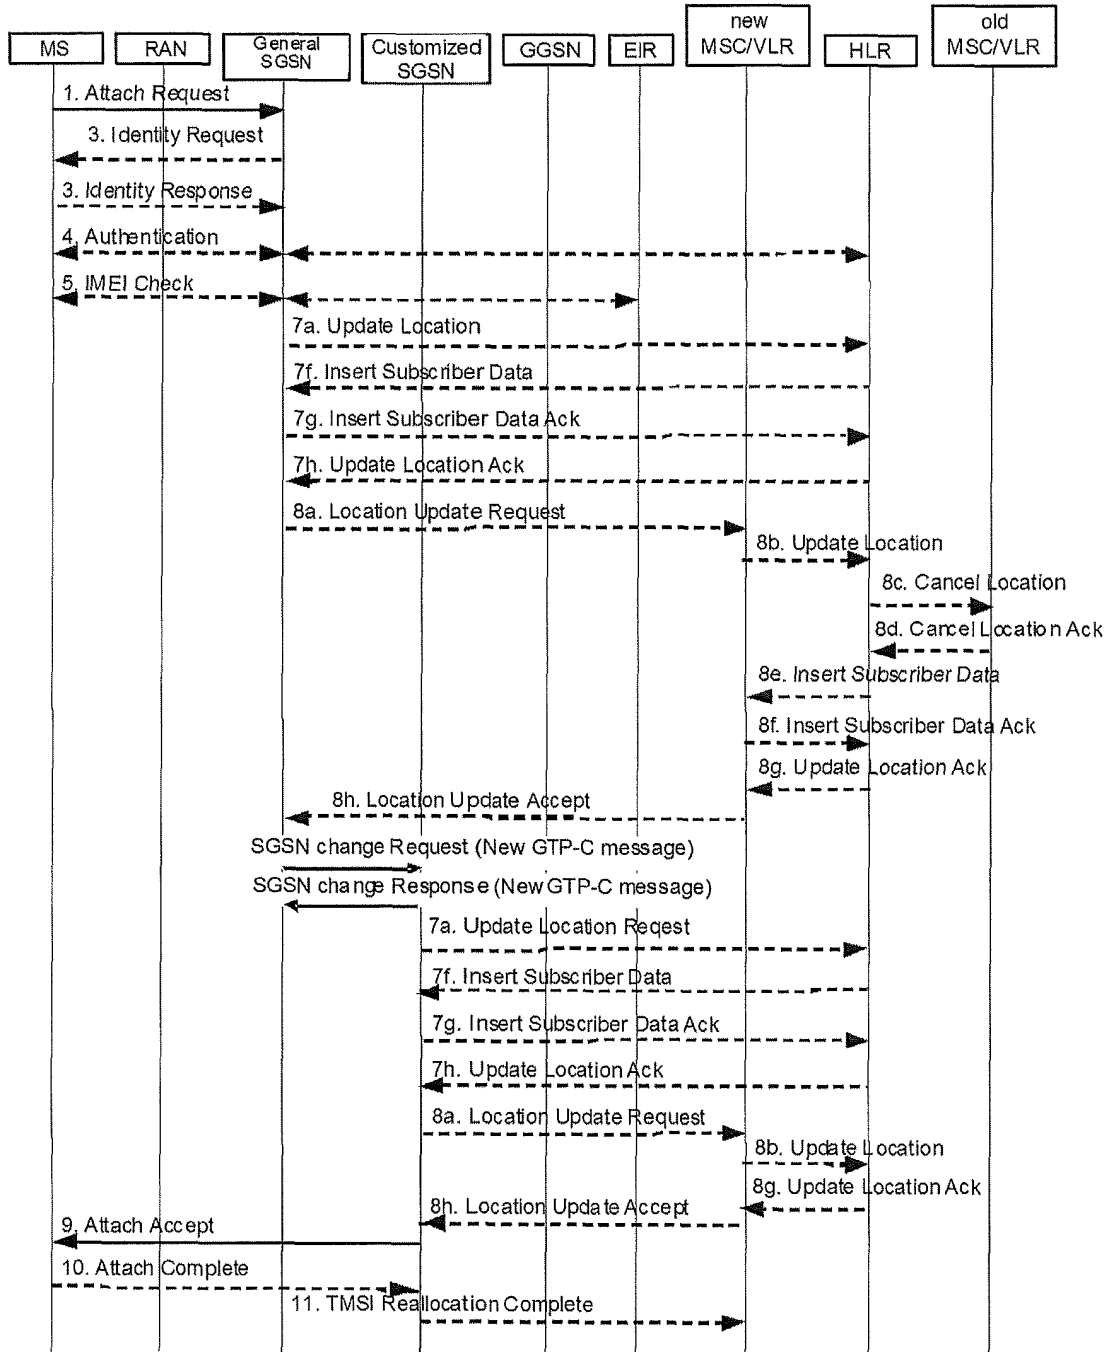 MS
RAN
General
SGSN
Customized
SGSN
GGSN
EIR
new
MSC/VLR
HLR
old
MSC/VLR
1. Attach Request
3. Identity Request
3. Identity Response
4. Authentication
5. IMEI Check
7a. Update Location
7f. Insert Subscriber Data
7g. Insert Subscriber Data Ack
7h. Update Location Ack
8a. Location Update Request
8b. Update Location
8c. Cancel Location
8d. Cancel Location Ack
8e. Insert Subscriber Data
8f. Insert Subscriber Data Ack
8g. Update Location Ack
8h. Location Update Accept
SGSN change Request (New GTP-C message)
SGSN change Response (New GTP-C message)
7a. Update Location Reqest
7f. Insert Subscriber Data
7g. Insert Subscriber Data Ack
7h. Update Location Ack
8a. Location Update Request
8b. Update Location
8g. Update Location Ack
8h. Location Update Accept
9. Attach Accept
10. Attach Complete
11. TMSI Reallocation Complete